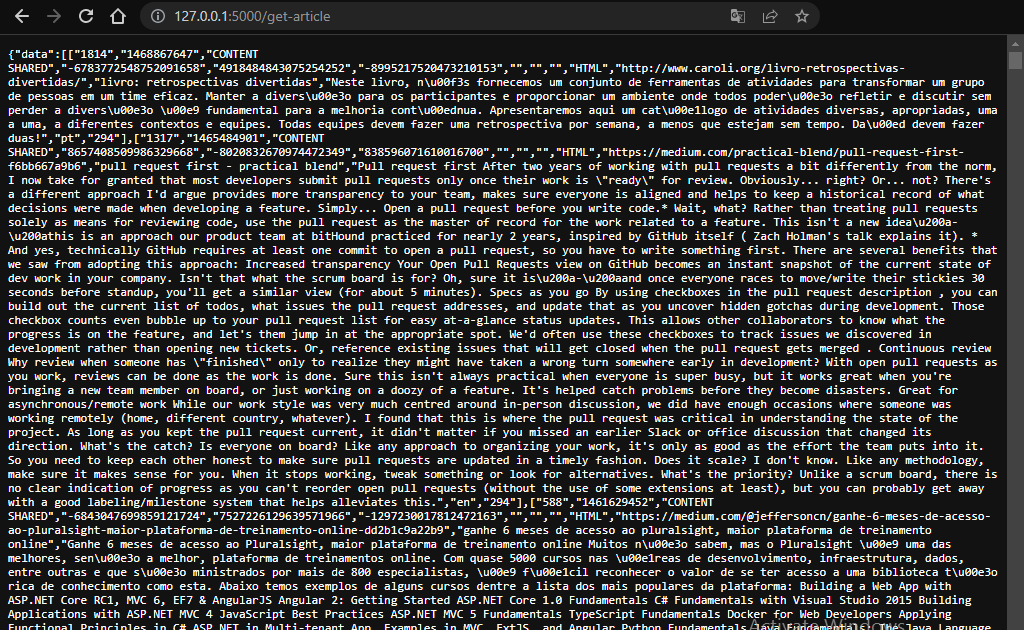 127.0.0.1:5000/get-article
{"data":[["1814","1468867647","CONTENT
SHARED","-6783772548752091658","4918484843075254252","-8995217520473210153","","","","HTML","http://www.caroli.org/livro-retrospectivas-
divertidas/","livro: retrospectivas divertidas","Neste livro, n\u00f3s fornecemos um conjunto de ferramentas de atividades para transformar um grupo
de pessoas em um time eficaz. Manter a divers\u00e3o para os participantes e proporcionar um ambiente onde todos poder\u00e3o refletir e discutir sem
perder a divers\u00e3o \u00e9 fundamental para a melhoria cont\u00ednua. Apresentaremos aqui um cat\u00e1logo de atividades diversas, apropriadas, uma
a uma, a diferentes contextos e equipes. Todas equipes devem fazer uma retrospectiva por semana, a menos que estejam sem tempo. Da\u00ed devem fazer
duas!","pt","294"],["1317","1465484901","CONTENT
SHARED","8657408509986329668","-8020832670974472349","838596071610016700","","","","HTML","https://medium.com/practical-blend/pull-request-first-
f6bb667a9b6","pull request first - practical blend","Pull request first After two years of working with pull requests a bit differently from the norm,
I now take for granted that most developers submit pull requests only once their work is \"ready\" for review. Obviously... right? Or... not? There's
a different approach I'd argue provides more transparency to your team, makes sure everyone is aligned and helps to keep a historical record of what
decisions were made when developing a feature. Simply... Open a pull request before you write code.* Wait, what? Rather than treating pull requests
solely as means for reviewing code, use the pull request as the master of record for the work related to a feature. This isn't a new idea\u200a-
\u200athis is an approach our product team at bitHound practiced for nearly 2 years, inspired by GitHub itself ( Zach Holman's talk explains it). *
And yes, technically GitHub requires at least one commit to open a pull request, so you have to write something first. There are several benefits that
we saw from adopting this approach: Increased transparency Your Open Pull Requests view on GitHub becomes an instant snapshot of the current state of
dev work in your company. Isn't that what the scrum board is for? Oh, sure it is\u200a-\u200aand once everyone races to move/write their stickies 30
seconds before standup, you'll get a similar view (for about 5 minutes). Specs as you go By using checkboxes in the pull request description , you can
build out the current list of todos, what issues the pull request addresses, and update that as you uncover hidden gotchas during development. Those
checkbox counts even bubble up to your pull request list for easy at-a-glance status updates. This allows other collaborators to know what the
progress is on the feature, and let's them jump in at the appropriate spot. We'd often use these checkboxes to track issues we discovered in
development rather than opening new tickets. Or, reference existing issues that will get closed when the pull request gets merged . Continuous review
Why review when someone has \"finished\" only to realize they might have taken a wrong turn somewhere early in development? With open pull requests as
you work, reviews can be done as the work is done. Sure this isn't always practical when everyone is super busy, but it works great when you're
bringing a new team member on board, or just working on a doozy of a feature. It's helped catch problems before they become disasters. Great for
asynchronous/remote work While our work style was very much centred around in-person discussion, we did have enough occasions where someone was
working remotely (home, different country, whatever). I found that this is where the pull request was critical in understanding the state of the
project. As long as you kept the pull request current, it didn't matter if you missed an earlier Slack or office discussion that changed its
direction. What's the catch? Is everyone on board? Like any approach to organizing your work, it's only as good as the effort the team puts into it.
So you need to keep each other honest to make sure pull requests are updated in a timely fashion. Does it scale? I don't know. Like any methodology,
make sure it makes sense for you. When it stops working, tweak something or look for alternatives. What's the priority? Unlike a scrum board, there is
no clear indication of progress as you can't reorder open pull requests (without the use of some extensions at least), but you can probably get away
with a good labeling/milestone system that helps alleviates this.","en","294"],["588","1461629452","CONTENT
SHARED","-6843047699859121724","7527226129639571966","-1297230017812472163","","","","HTML","https://medium.com/@jeffersoncn/ganhe-6-meses-de-acesso-
ao-pluralsight-maior-plataforma-de-treinamento-online-dd2b1c9a22b9","ganhe 6 meses de acesso ao pluralsight, maior plataforma de treinamento
online","Ganhe 6 meses de acesso ao Pluralsight, maior plataforma de treinamento online Muitos n\u00e3o sabem, mas o Pluralsight \u00e9 uma das
melhores, sen\u00e3o a melhor, plataforma de treinamentos online. Com quase 5000 cursos nas \u00e1reas de desenvolvimento, infraestrutura, dados,
entre outras e que s\u00e3o ministrados por mais de 800 especialistas, \u00e9 f\u00e1cil reconhecer o valor de se ter acesso a uma biblioteca t\u00e3o
rica de conhecimento como esta. Abaixo temos exemplos de alguns cursos dentre a lista dos mais populares da plataforma: Building a Web App with
ASP.NET Core RC1, MVC 6, EF7 & AngularJS Angular 2: Getting Started ASP.NET Core 1.0 Fundamentals C# Fundamentals with Visual Studio 2015 Building
Applications with ASP.NET MVC 4 JavaScript Best Practices ASP.NET MVC 5 Fundamentals TypeScript Fundamentals Docker for Web Developers Applying
Functional Principles in C# ASP.NET in Multi-tenant App, Examples in MVC, ExtJS, and Angular Python Fundamentals Java Fundamentals: The Java Language
Activate Windows